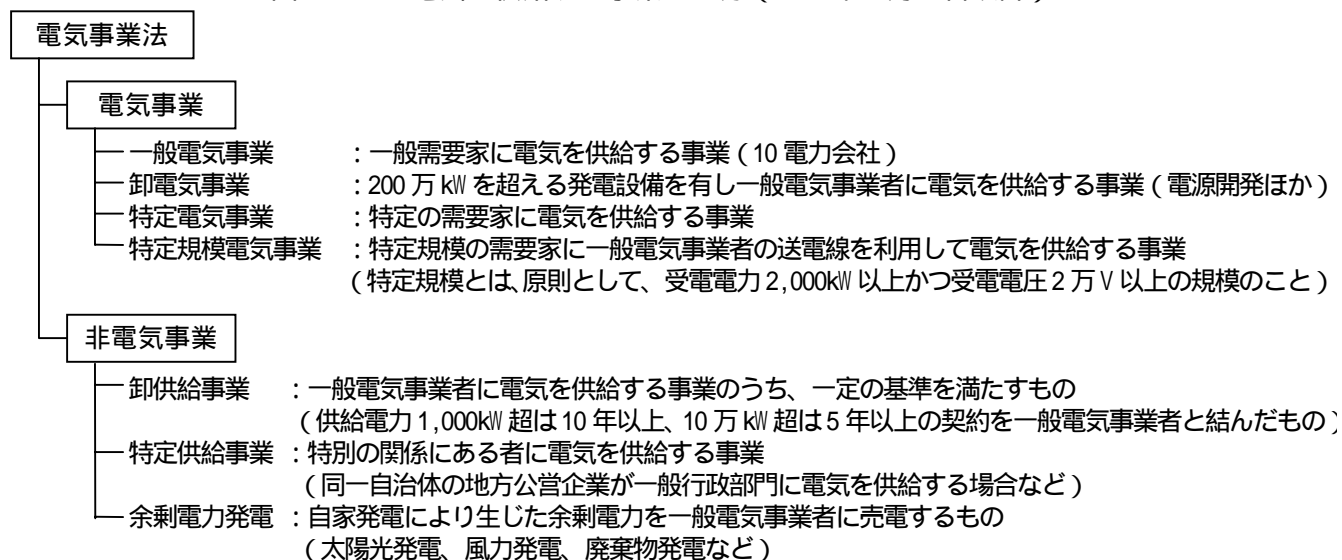 電気事業法
電気事業
一般電気事業 :一般需要家に電気を供給する事業(10 電力会社)
卸電気事業 :200 万 kW を超える発電設備を有し一般電気事業者に電気を供給する事業(電源開発ほか)
特定電気事業 :特定の需要家に電気を供給する事業
特定規模電気事業 :特定規模の需要家に一般電気事業者の送電線を利用して電気を供給する事業
(特定規模とは、原則として、受電電力 2,000kW 以上かつ受電電圧 2 万 V 以上の規模のこと)
非電気事業
卸供給事業 :一般電気事業者に電気を供給する事業のうち、一定の基準を満たすもの
(供給電力 1,000kW 超は 10 年以上、10 万 kW 超は 5 年以上の契約を一般電気事業者と結んだもの)
特定供給事業 :特別の関係にある者に電気を供給する事業
(同一自治体の地方公営企業が一般行政部門に電気を供給する場合など)
余剰電力発電 :自家発電により生じた余剰電力を一般電気事業者に売電するもの
(太陽光発電、風力発電、廃棄物発電など)